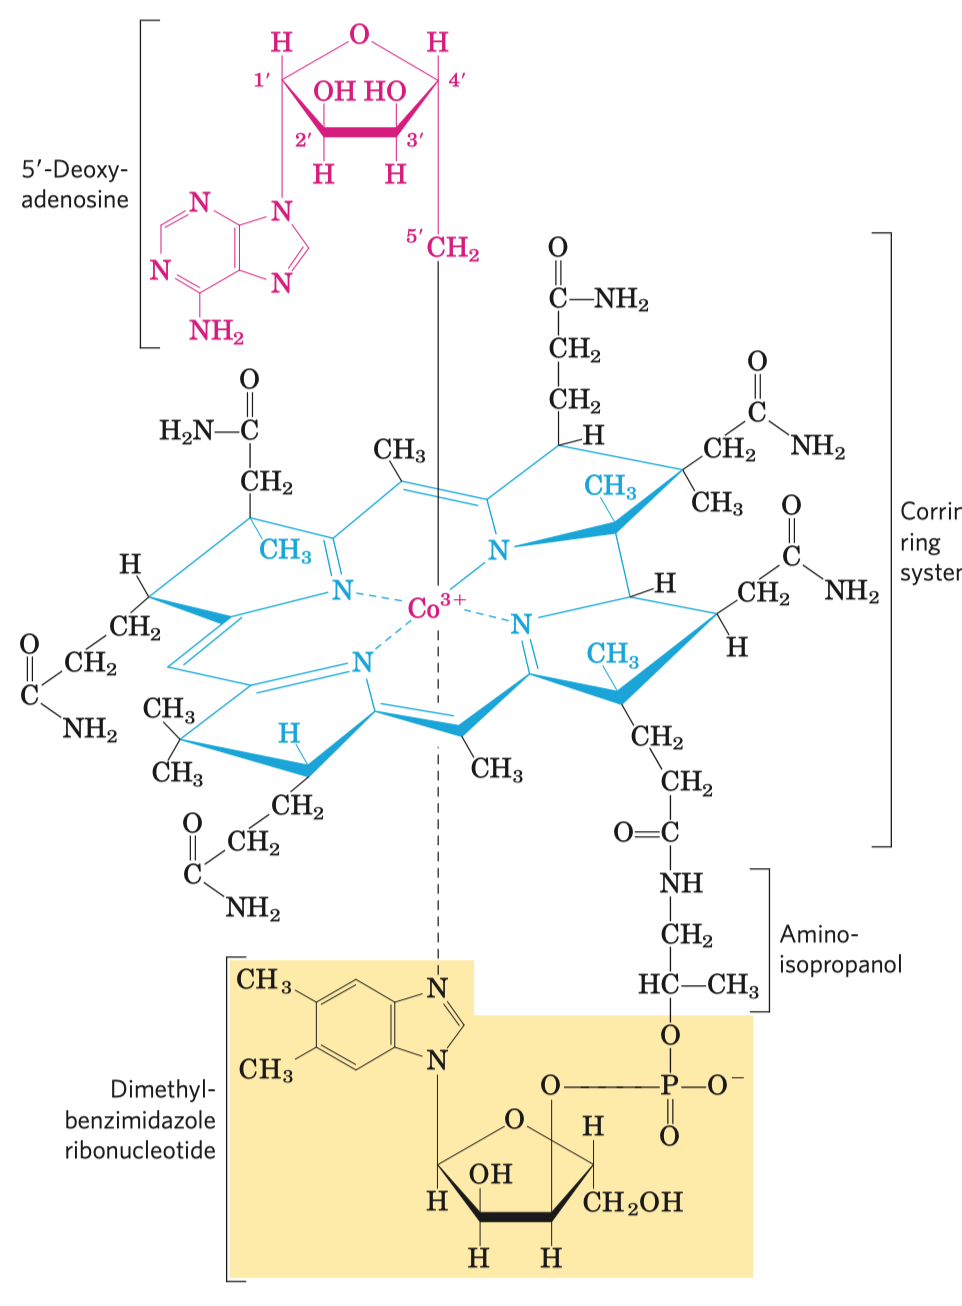 H O H
1′ OH HO 4′
2′ 3′
H H
5′-Deoxy-
adenosine
N N
5′ CH₂
N N
NH₂
O
C—NH₂
CH₂
CH₂
H
O
C
CH₂ NH₂
CH₃
O
H₂N—C
CH₂
CH₃
CH₃
CH₃
N
H
N
Co³⁺
N
N
H
O
C
CH₂ NH₂
H
Corrin
ring
system
CH₂
O
CH₂
C
NH₂
CH₃
CH₃
H
CH₃
CH₃
CH₂
CH₂
O
CH₂
CH₂
C
NH₂
O=C
NH
CH₂
HC—CH₃
Amino-
isopropanol
O
O P—O⁻
O
CH₃ N
CH₃ N
Dimethyl-
benzimidazole
ribonucleotide
O H
OH
H CH₂OH
H H